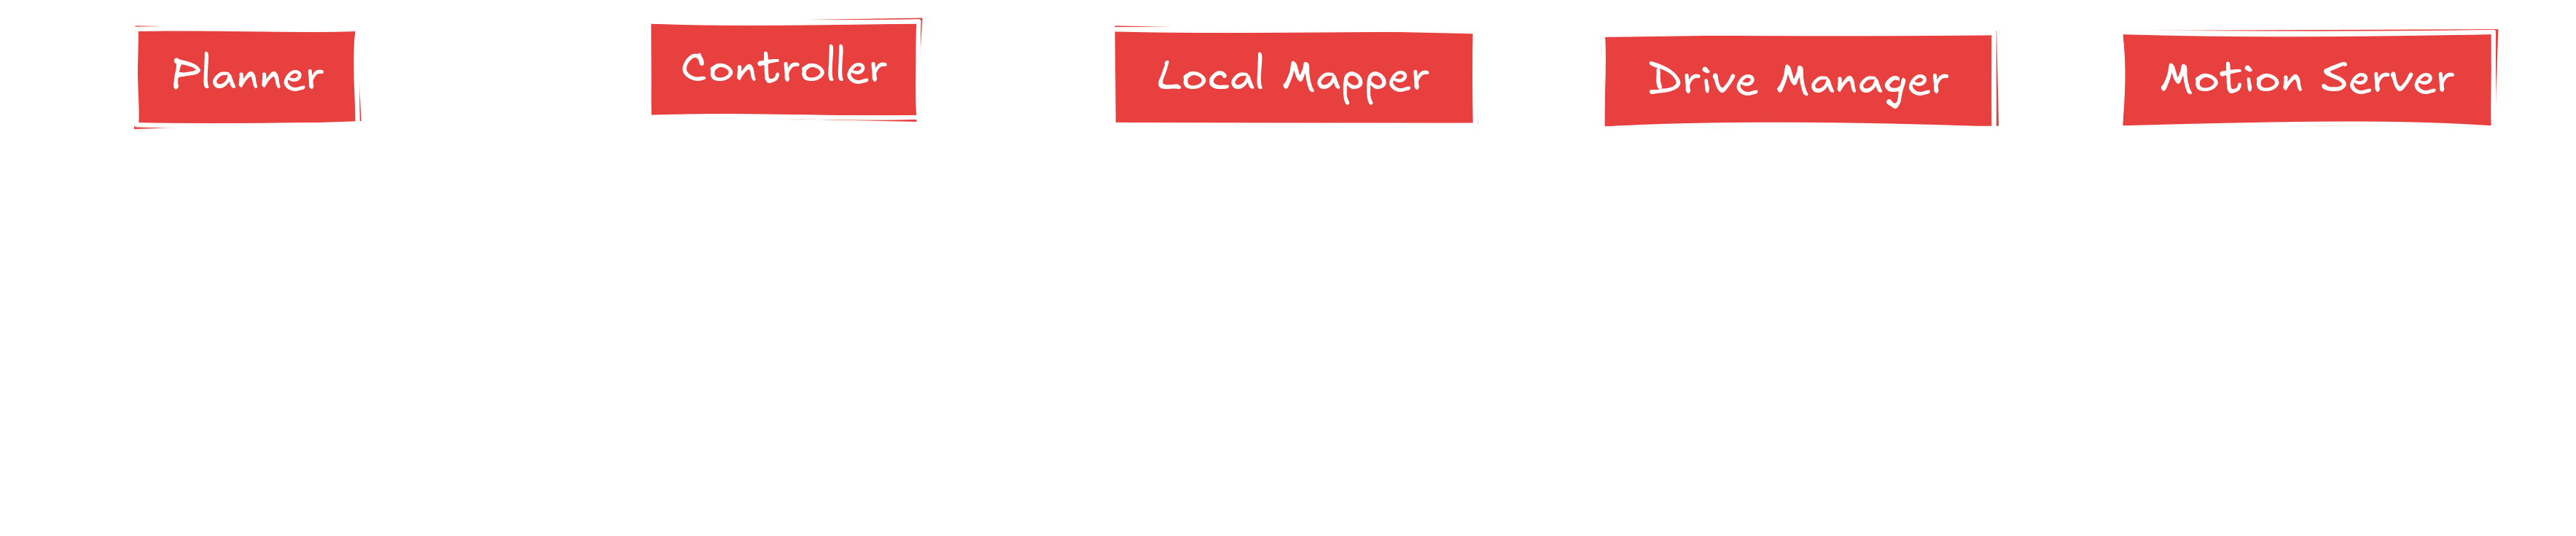 Planner
Controller
Local Mapper
Drive Manager
Motion Server